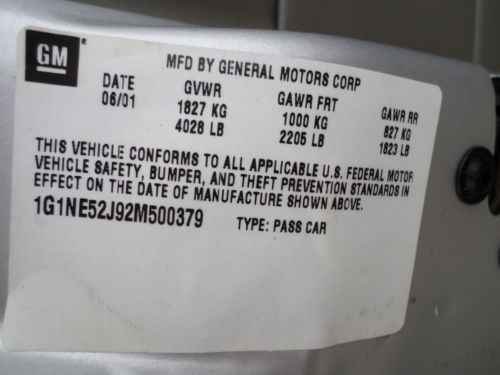 GM
MFD BY GENERAL MOTORS CORP
DATE GVWR GAWR FRT GAWR RR
06/01 1827 KG 1000 KG 827 KG
4028 LB 2205 LB 1823 LB
THIS VEHICLE CONFORMS TO ALL APPLICABLE U.S. FEDERAL MOTOR
VEHICLE SAFETY, BUMPER, AND THEFT PREVENTION STANDARDS IN
EFFECT ON THE DATE OF MANUFACTURE SHOWN ABOVE.
1G1NE52J92M500379 TYPE: PASS CAR